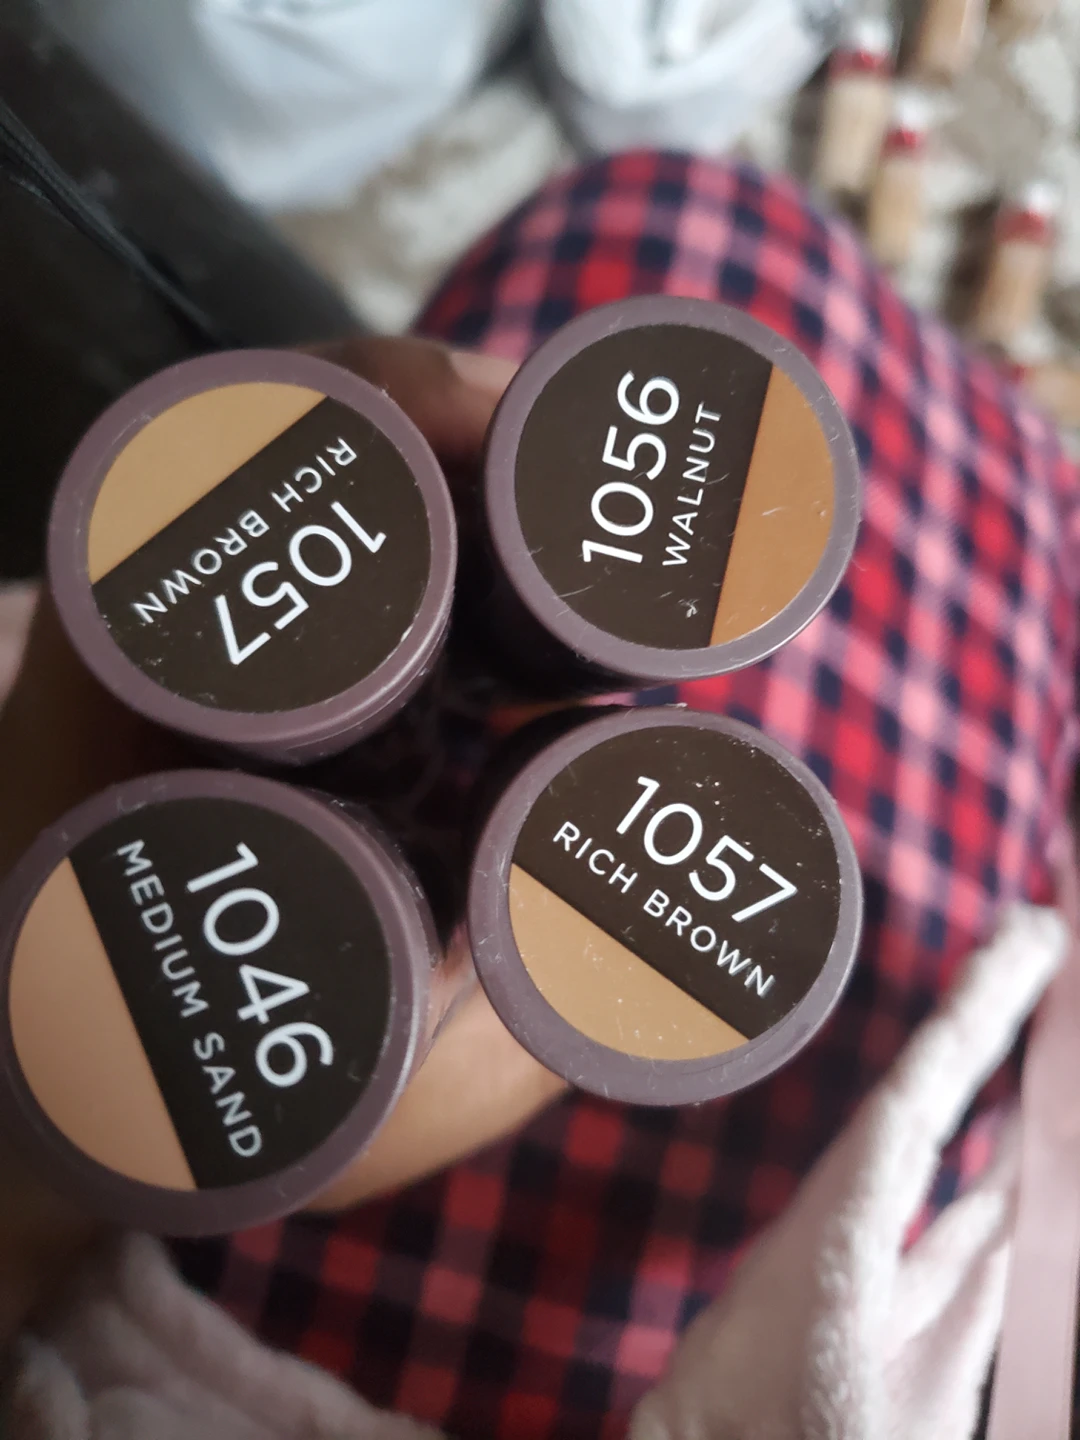 1057
RICH BROWN
1056
WALNUT
1046
MEDIUM SAND
1057
RICH BROWN